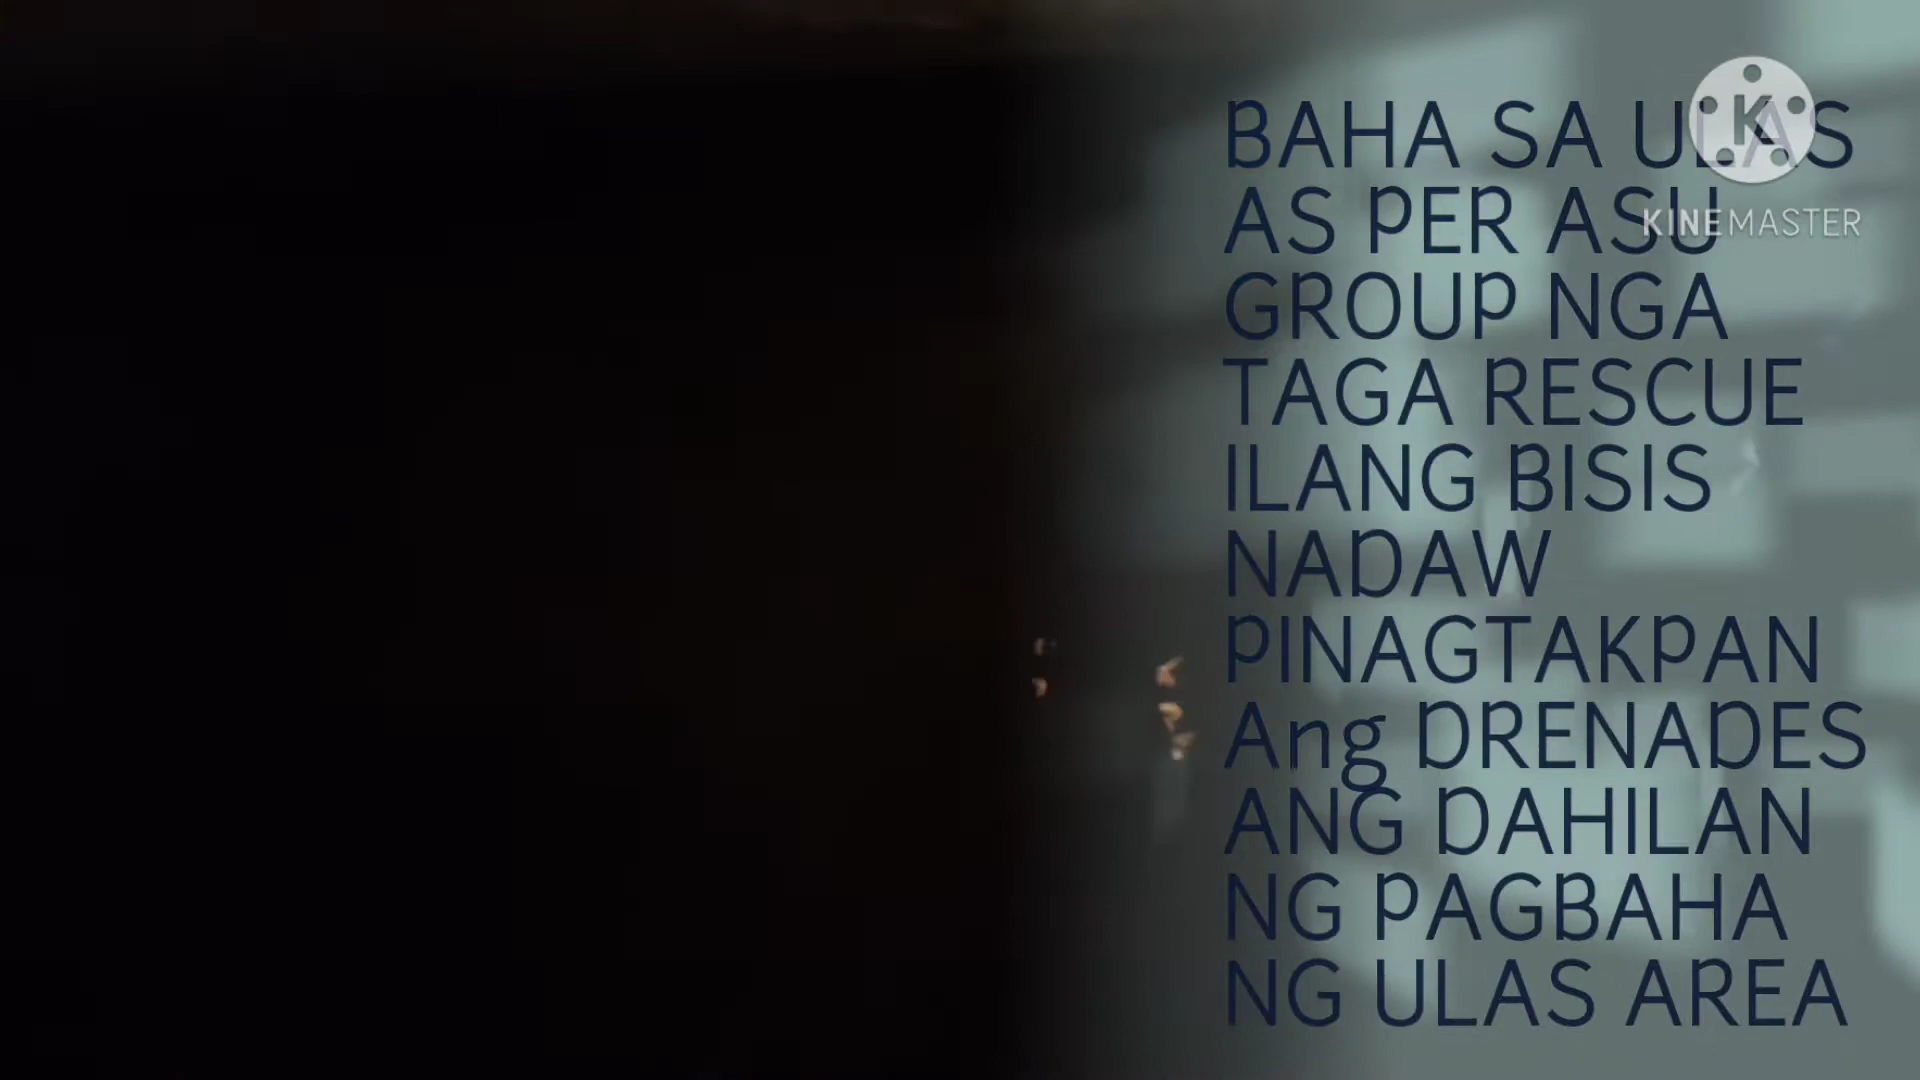 BAHA SA ULAS
AS PER ASU
GROUP NGA
TAGA RESCUE
ILANG BISIS
NADAW
PINAGTAKPAN
Ang DRENADES
ANG DAHILAN
NG PAGBAHA
NG ULAS AREA
K
KINEMASTER